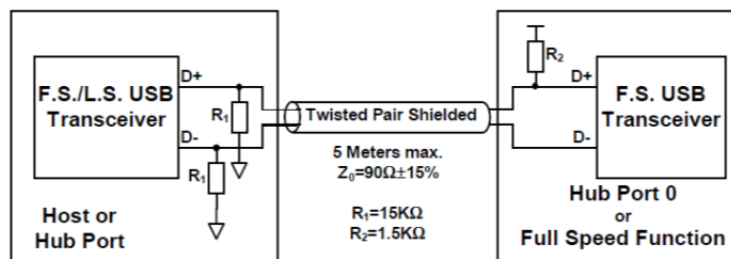 D+
F.S./L.S. USB
Transceiver
R₁
D-
R₁
Host or
Hub Port
Twisted Pair Shielded
5 Meters max.
Z₀=90Ω±15%
R₁=15KΩ
R₂=1.5KΩ
R₂
D+
F.S. USB
Transceiver
D-
Hub Port 0
or
Full Speed Function